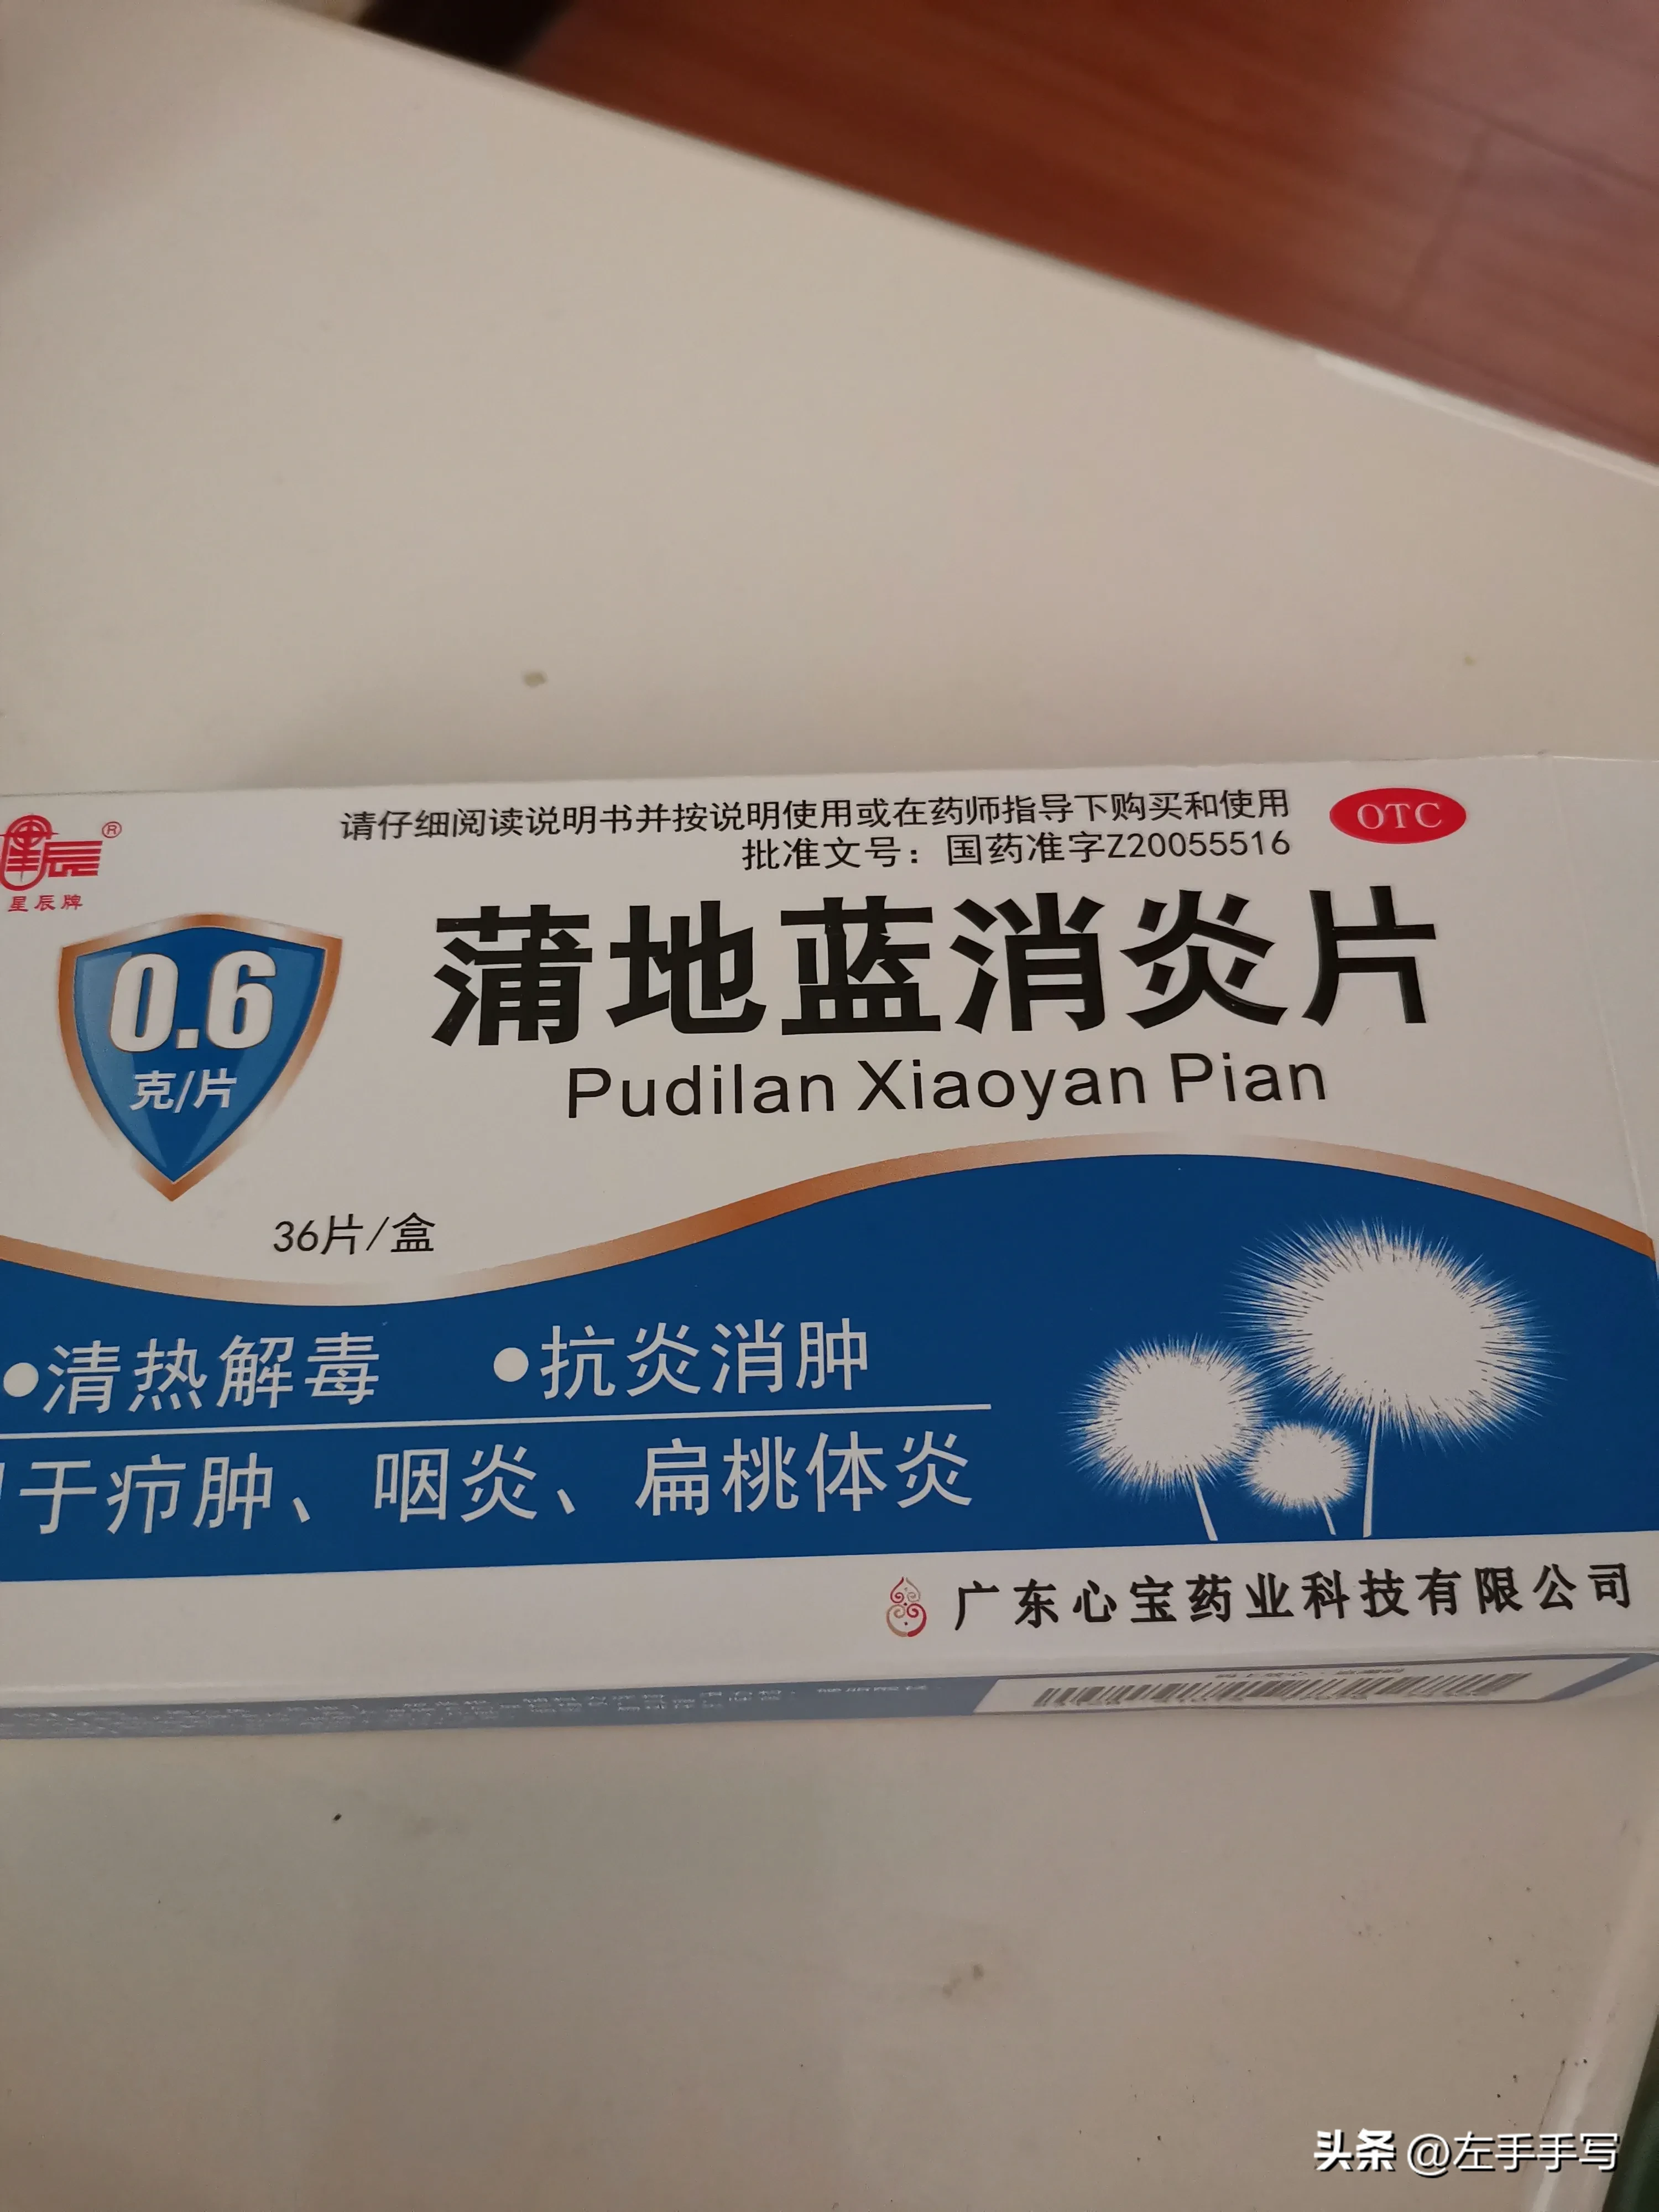 请仔细阅读说明书并按说明使用或在药师指导下购买和使用
OTC
批准文号：国药准字Z20055516
®
星辰牌
0.6
克/片
蒲地蓝消炎片
Pudilan Xiaoyan Pian
36片/盒
•清热解毒 •抗炎消肿
于疖肿、咽炎、扁桃体炎
广东心宝药业科技有限公司
头条 @左手手写